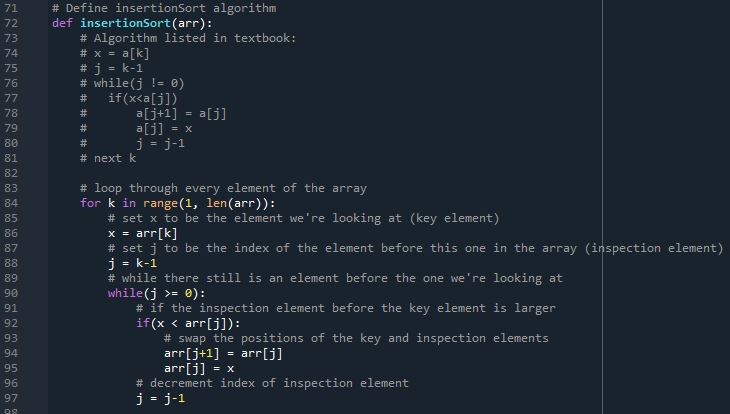 71 # Define insertionSort algorithm
72 def insertionSort(arr):
73     # Algorithm listed in textbook:
74     # x = a[k]
75     # j = k-1
76     # while(j != 0)
77     #   if(x<a[j])
78     #       a[j+1] = a[j]
79     #       a[j] = x
80     #       j = j-1
81     # next k
82
83     # loop through every element of the array
84     for k in range(1, len(arr)):
85         # set x to be the element we're looking at (key element)
86         x = arr[k]
87         # set j to be the index of the element before this one in the array (inspection element)
88         j = k-1
89         # while there still is an element before the one we're looking at
90         while(j >= 0):
91             # if the inspection element before the key element is larger
92             if(x < arr[j]):
93                 # swap the positions of the key and inspection elements
94                 arr[j+1] = arr[j]
95                 arr[j] = x
96             # decrement index of inspection element
97             j = j-1
98